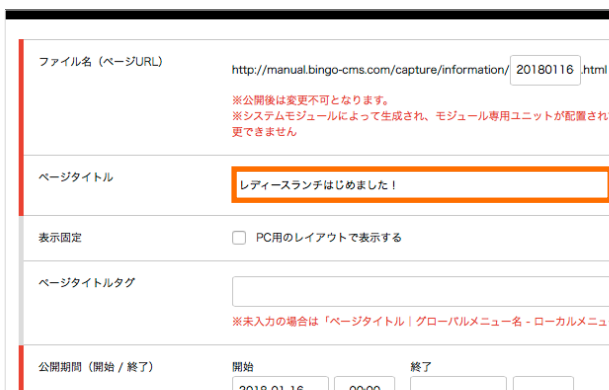 ファイル名（ページURL）
http://manual.bingo-cms.com/capture/information/ 20180116 .html
※公開後は変更不可となります。
※システムモジュールによって生成され、モジュール専用ユニットが配置され
更できません
ページタイトル
レディースランチはじめました！
表示固定
PC用のレイアウトで表示する
ページタイトルタグ
※未入力の場合は「ページタイトル｜グローバルメニュー名 - ローカルメニュ
公開期間（開始 / 終了）
開始 終了
2018-01-16 00:00